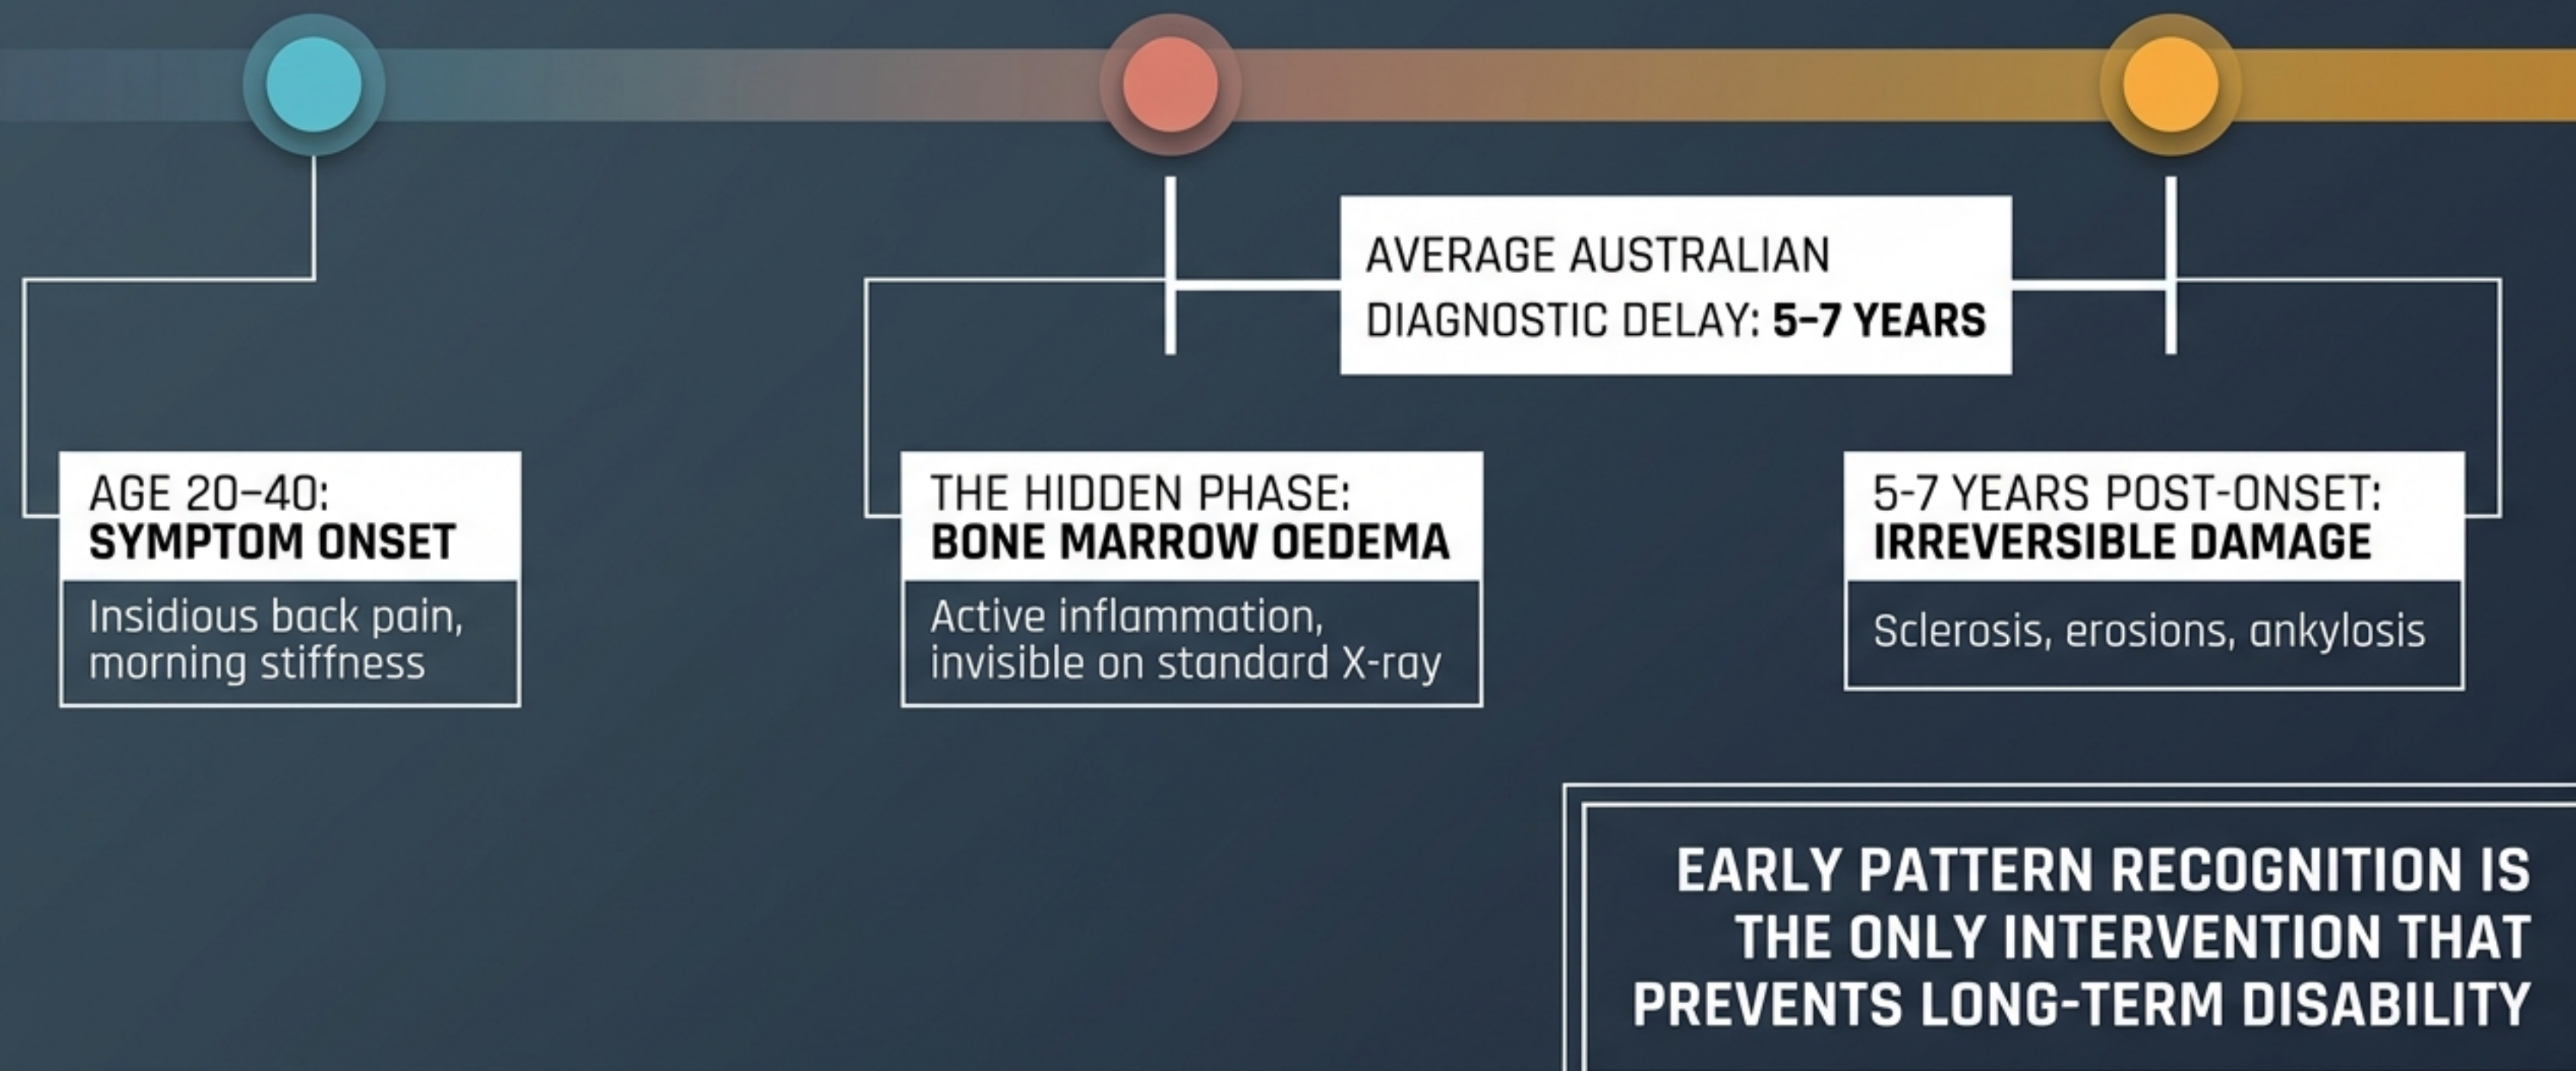 AVERAGE AUSTRALIAN
DIAGNOSTIC DELAY: 5–7 YEARS
AGE 20–40:
SYMPTOM ONSET
Insidious back pain,
morning stiffness
THE HIDDEN PHASE:
BONE MARROW OEDEMA
Active inflammation,
invisible on standard X-ray
5-7 YEARS POST-ONSET:
IRREVERSIBLE DAMAGE
Sclerosis, erosions, ankylosis
EARLY PATTERN RECOGNITION IS
THE ONLY INTERVENTION THAT
PREVENTS LONG-TERM DISABILITY